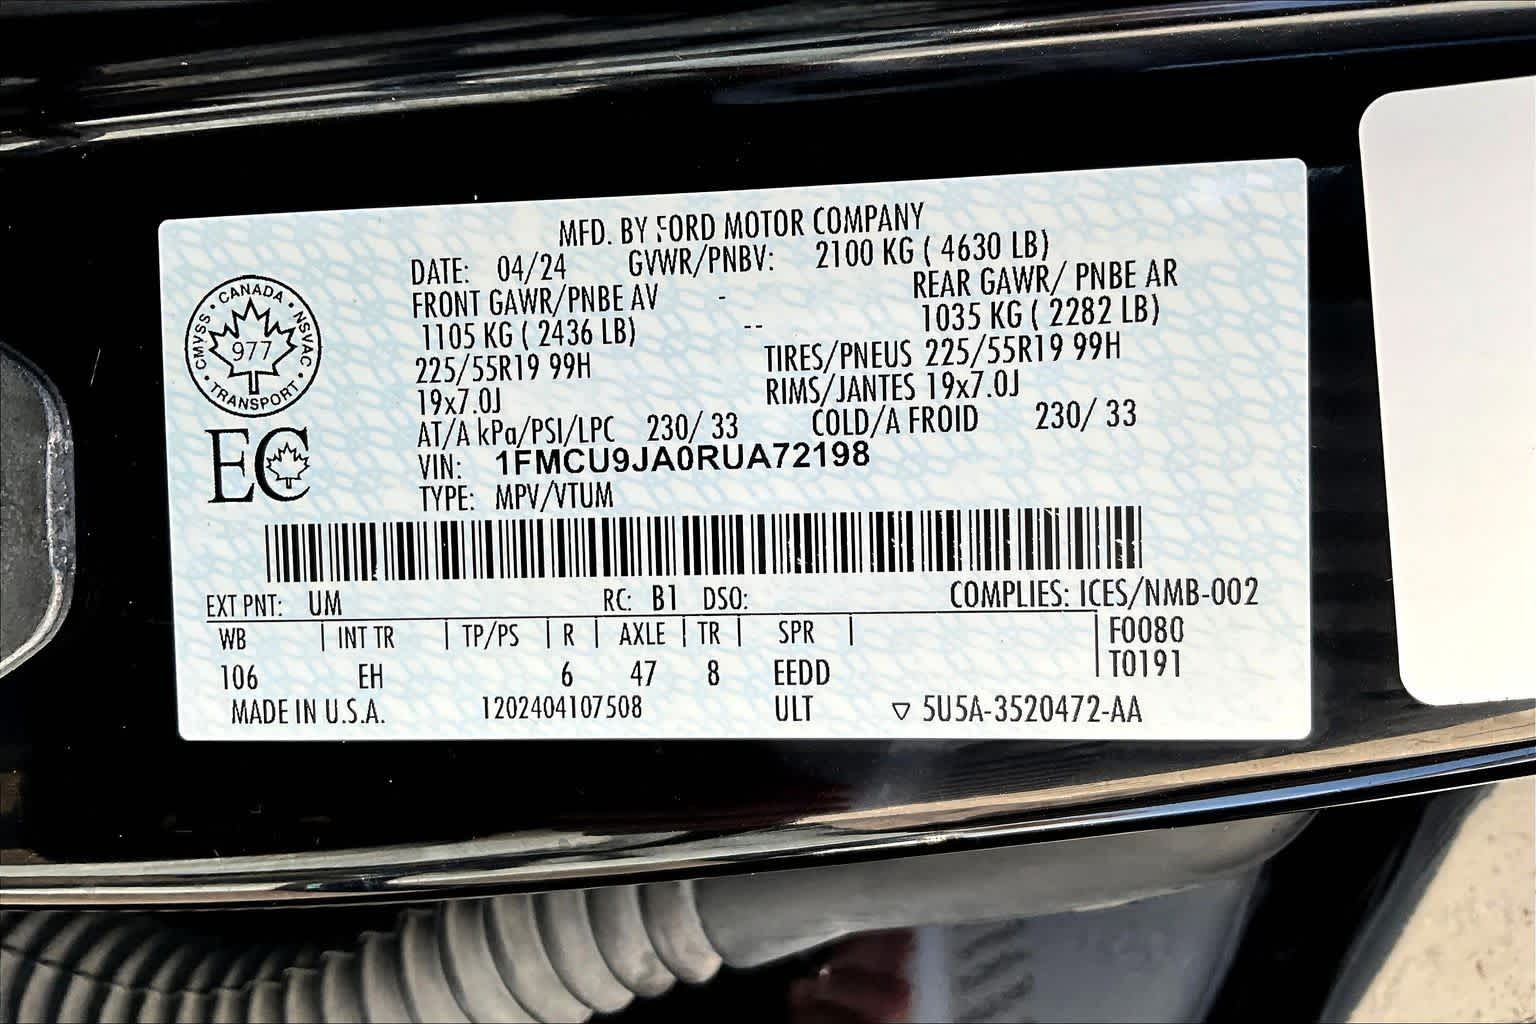 MFD. BY FORD MOTOR COMPANY
DATE: 04/24 GVWR/PNBV: 2100 KG ( 4630 LB)
FRONT GAWR/PNBE AV - REAR GAWR/ PNBE AR
1105 KG ( 2436 LB) -- 1035 KG ( 2282 LB)
225/55R19 99H TIRES/PNEUS 225/55R19 99H
19x7.0J RIMS/JANTES 19x7.0J
AT/A kPa/PSI/LPC 230/ 33 COLD/A FROID 230/ 33
VIN: 1FMCU9JA0RUA72198
TYPE: MPV/VTUM
CANADA · NSVAC · TRANSPORT · CMVSS ·
977
EC
EXT PNT: UM RC: B1 DSO: COMPLIES: ICES/NMB-002
WB | INT TR | TP/PS | R | AXLE | TR | SPR | F0080
106 EH 6 47 8 EEDD T0191
MADE IN U.S.A. 1202404107508 ULT ▽ 5U5A-3520472-AA